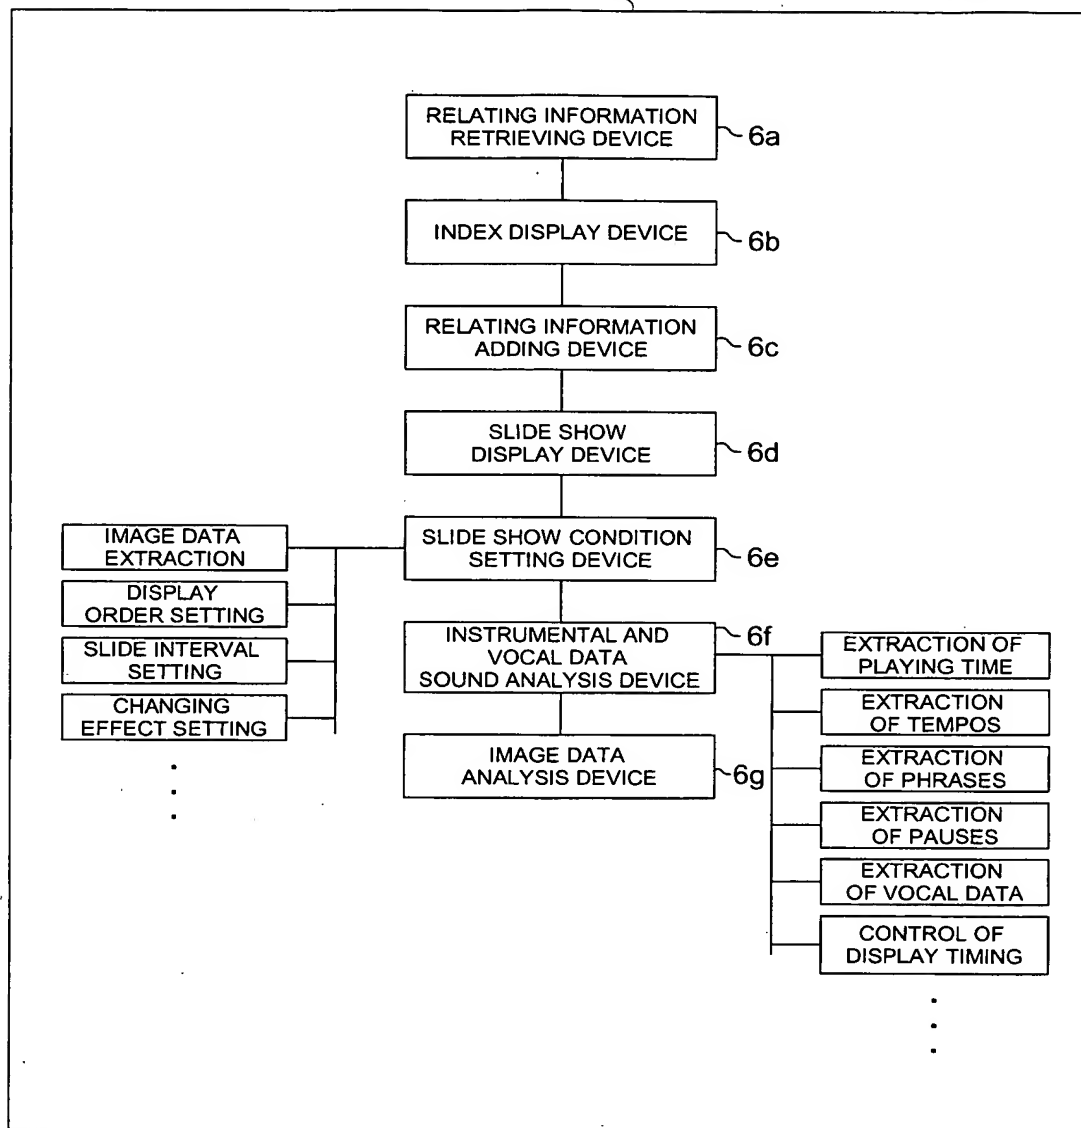 RELATING INFORMATION
RETRIEVING DEVICE
6a
INDEX DISPLAY DEVICE
6b
RELATING INFORMATION
ADDING DEVICE
6c
SLIDE SHOW
DISPLAY DEVICE
6d
SLIDE SHOW CONDITION
SETTING DEVICE
6e
IMAGE DATA
EXTRACTION
DISPLAY
ORDER SETTING
SLIDE INTERVAL
SETTING
CHANGING
EFFECT SETTING
INSTRUMENTAL AND
VOCAL DATA
SOUND ANALYSIS DEVICE
6f
IMAGE DATA
ANALYSIS DEVICE
6g
EXTRACTION OF
PLAYING TIME
EXTRACTION
OF TEMPOS
EXTRACTION
OF PHRASES
EXTRACTION
OF PAUSES
EXTRACTION
OF VOCAL DATA
CONTROL OF
DISPLAY TIMING